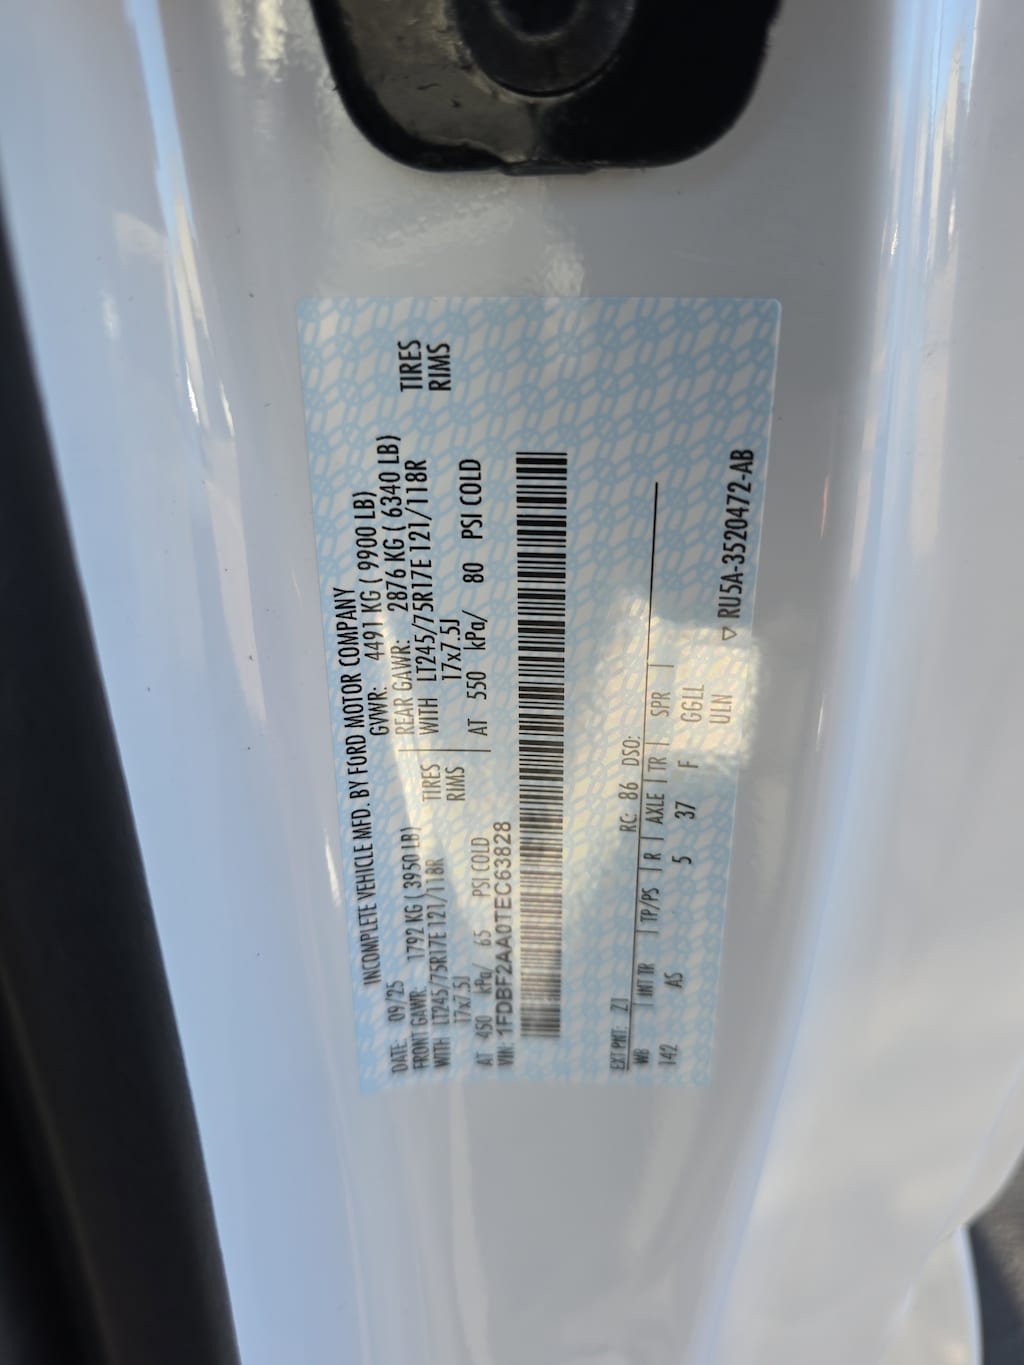 INCOMPLETE VEHICLE MFD. BY FORD MOTOR COMPANY
DATE: 09/25 GVWR: 4491 KG ( 9900 LB)
FRONT GAWR: 1792 KG ( 3950 LB) REAR GAWR: 2876 KG ( 6340 LB)
WITH LT245/75R17E 121/118R TIRES WITH LT245/75R17E 121/118R TIRES
17x7.5J RIMS 17x7.5J RIMS
AT 450 kPa/ 65 PSI COLD AT 550 kPa/ 80 PSI COLD
VIN: 1FDBF2AA0TEC63828
EXT PNT: Z1 RC: 86 DSO:
WB INT TR TP/PS R AXLE TR SPR
142 AS 5 37 F GGLL
ULN
▽ RU5A-3520472-AB